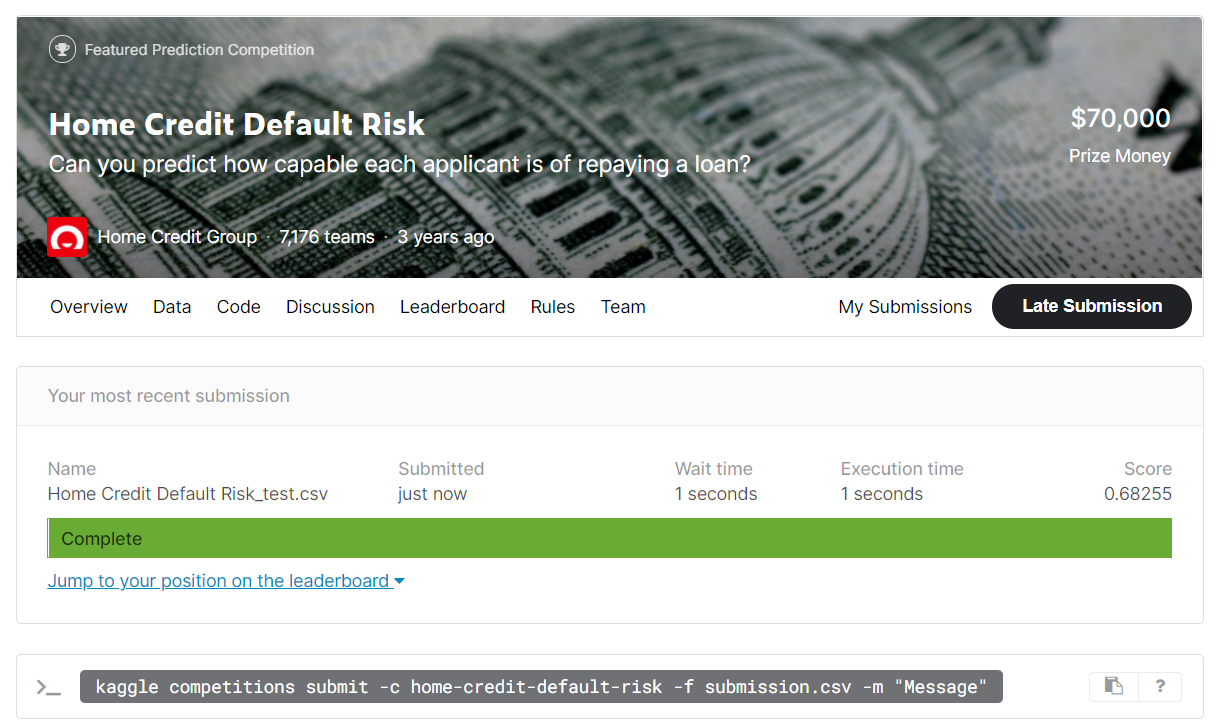 Featured Prediction Competition
Home Credit Default Risk
$70,000
Can you predict how capable each applicant is of repaying a loan?
Prize Money
Home Credit Group · 7,176 teams · 3 years ago
Overview Data Code Discussion Leaderboard Rules Team My Submissions Late Submission
Your most recent submission
Name Submitted Wait time Execution time Score
Home Credit Default Risk_test.csv just now 1 seconds 1 seconds 0.68255
Complete
Jump to your position on the leaderboard
>_ kaggle competitions submit -c home-credit-default-risk -f submission.csv -m "Message" ?